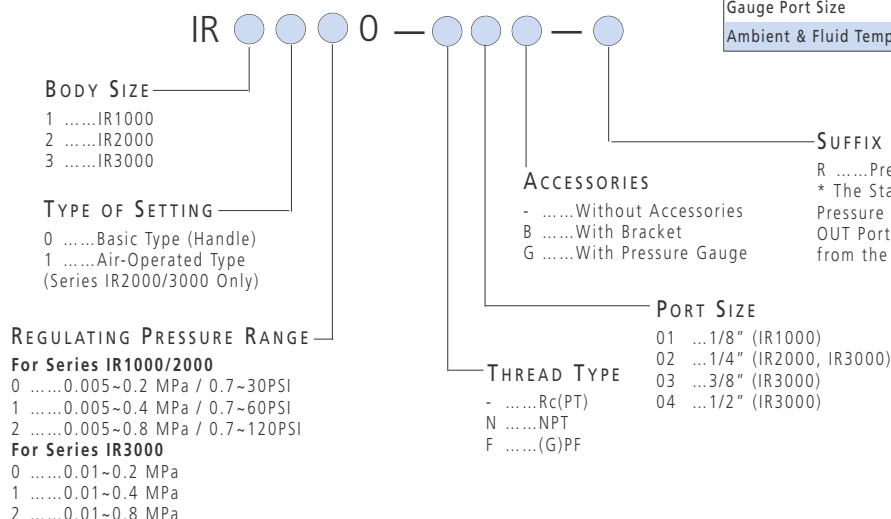 Gauge Port Size
Ambient & Fluid Temp
IR 0 — —
BODY SIZE
1 ......IR1000
2 ......IR2000
3 ......IR3000
TYPE OF SETTING
0 ......Basic Type (Handle)
1 ......Air-Operated Type
(Series IR2000/3000 Only)
REGULATING PRESSURE RANGE
For Series IR1000/2000
0 ......0.005~0.2 MPa / 0.7~30PSI
1 ......0.005~0.4 MPa / 0.7~60PSI
2 ......0.005~0.8 MPa / 0.7~120PSI
For Series IR3000
0 ......0.01~0.2 MPa
1 ......0.01~0.4 MPa
2 ......0.01~0.8 MPa
THREAD TYPE
- ......Rc(PT)
N ......NPT
F ......(G)PF
PORT SIZE
01 ...1/8" (IR1000)
02 ...1/4" (IR2000, IR3000)
03 ...3/8" (IR3000)
04 ...1/2" (IR3000)
ACCESSORIES
- ......Without Accessories
B ......With Bracket
G ......With Pressure Gauge
SUFFIX
R ......Pre
* The Sta
Pressure
OUT Port
from the